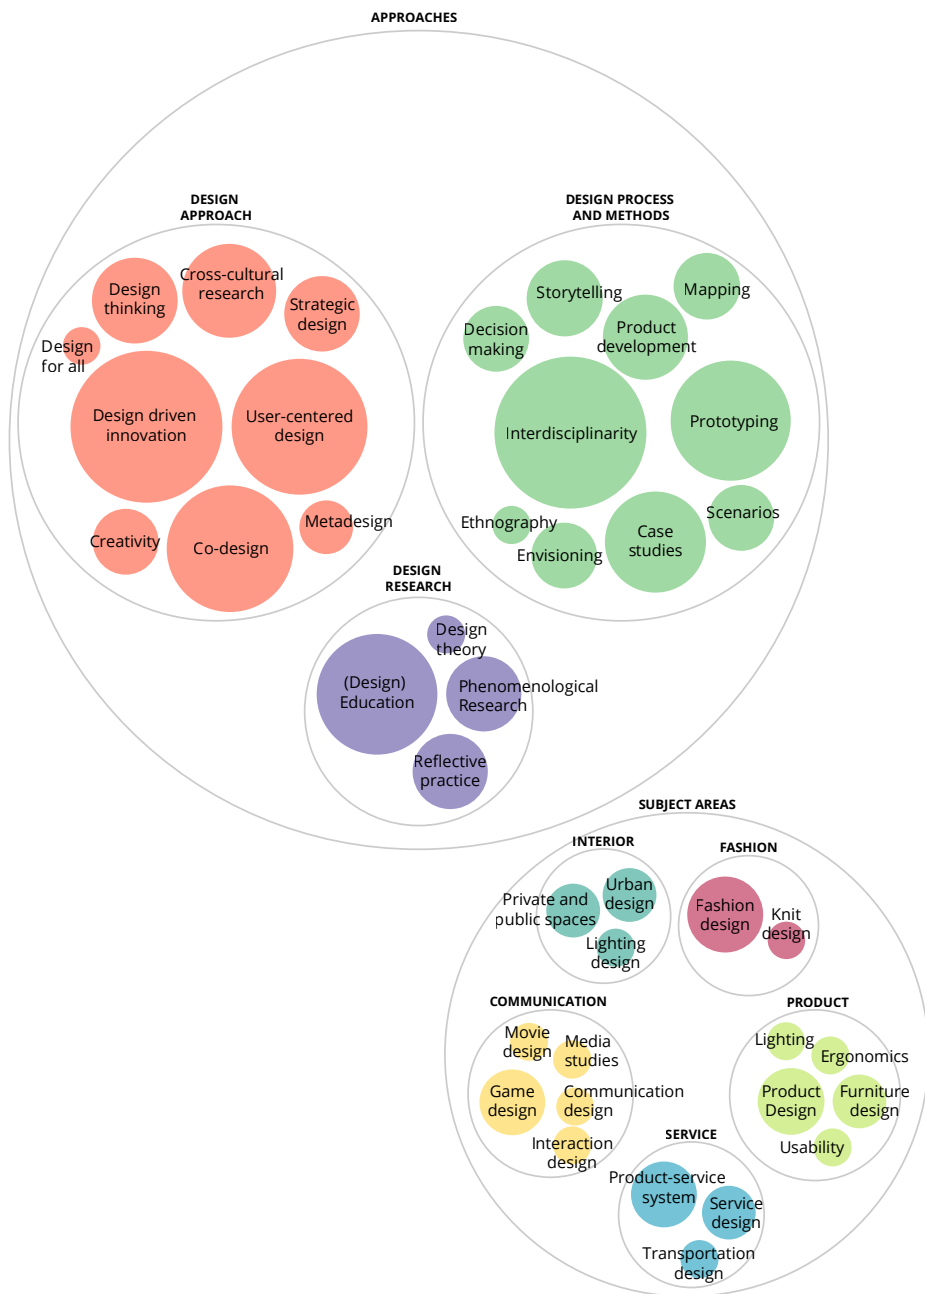 APPROACHES
DESIGN
APPROACH
Cross-cultural
research
Design
thinking
Strategic
design
Design
for all
Design driven
innovation
User-centered
design
Creativity
Co-design
Metadesign
DESIGN PROCESS
AND METHODS
Mapping
Storytelling
Decision
making
Product
development
Interdisciplinarity
Prototyping
Ethnography
Scenarios
Envisioning
Case
studies
DESIGN
RESEARCH
Design
theory
(Design)
Education
Phenomenological
Research
Reflective
practice
SUBJECT AREAS
INTERIOR
Urban
design
Private and
public spaces
Lighting
design
FASHION
Fashion
design
Knit
design
COMMUNICATION
Movie
design
Media
studies
Game
design
Communication
design
Interaction
design
PRODUCT
Lighting
Ergonomics
Product
Design
Furniture
design
Usability
SERVICE
Product-service
system
Service
design
Transportation
design